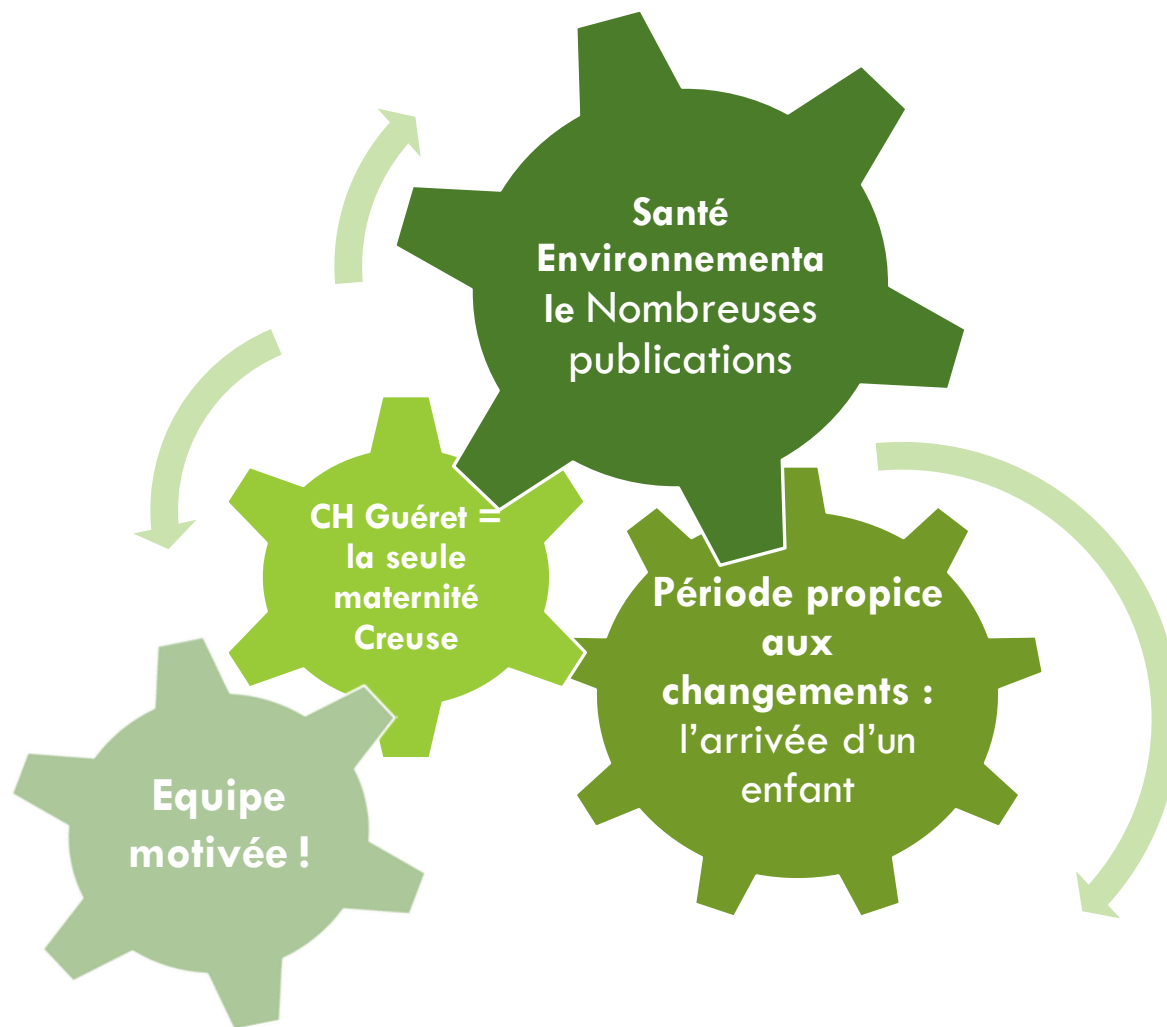 Santé
Environnementa
le Nombreuses
publications
CH Guéret =
la seule
maternité
Creuse
Période propice
aux
changements :
l’arrivée d’un
enfant
Equipe
motivée !